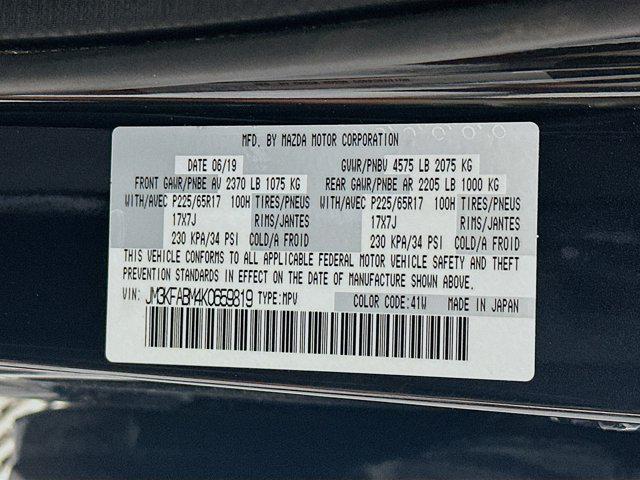 MFD. BY MAZDA MOTOR CORPORATION
DATE 06/19 GVWR/PNBV 4575 LB 2075 KG
FRONT GAWR/PNBE AV 2370 LB 1075 KG REAR GAWR/PNBE AR 2205 LB 1000 KG
WITH/AVEC P225/65R17 100H TIRES/PNEUS WITH/AVEC P225/65R17 100H TIRES/PNEUS
17X7J RIMS/JANTES 17X7J RIMS/JANTES
230 KPA/34 PSI COLD/A FROID 230 KPA/34 PSI COLD/A FROID
THIS VEHICLE CONFORMS TO ALL APPLICABLE FEDERAL MOTOR VEHICLE SAFETY AND THEFT
PREVENTION STANDARDS IN EFFECT ON THE DATE OF MANUFACTURE SHOWN ABOVE.
VIN: JM3KFABM4K0659819 TYPE:MPV COLOR CODE:41W MADE IN JAPAN